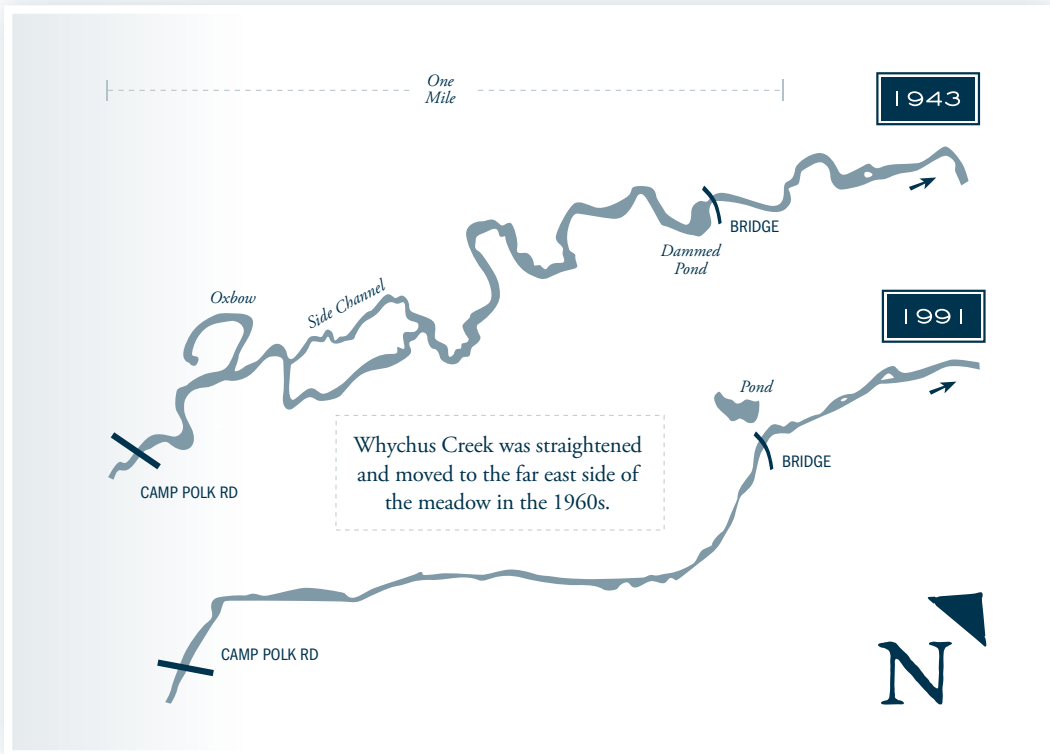 One
Mile
1943
BRIDGE
Dammed
Pond
Side Channel
Oxbow
1991
Pond
Whychus Creek was straightened
and moved to the far east side of
the meadow in the 1960s.
BRIDGE
CAMP POLK RD
CAMP POLK RD
N